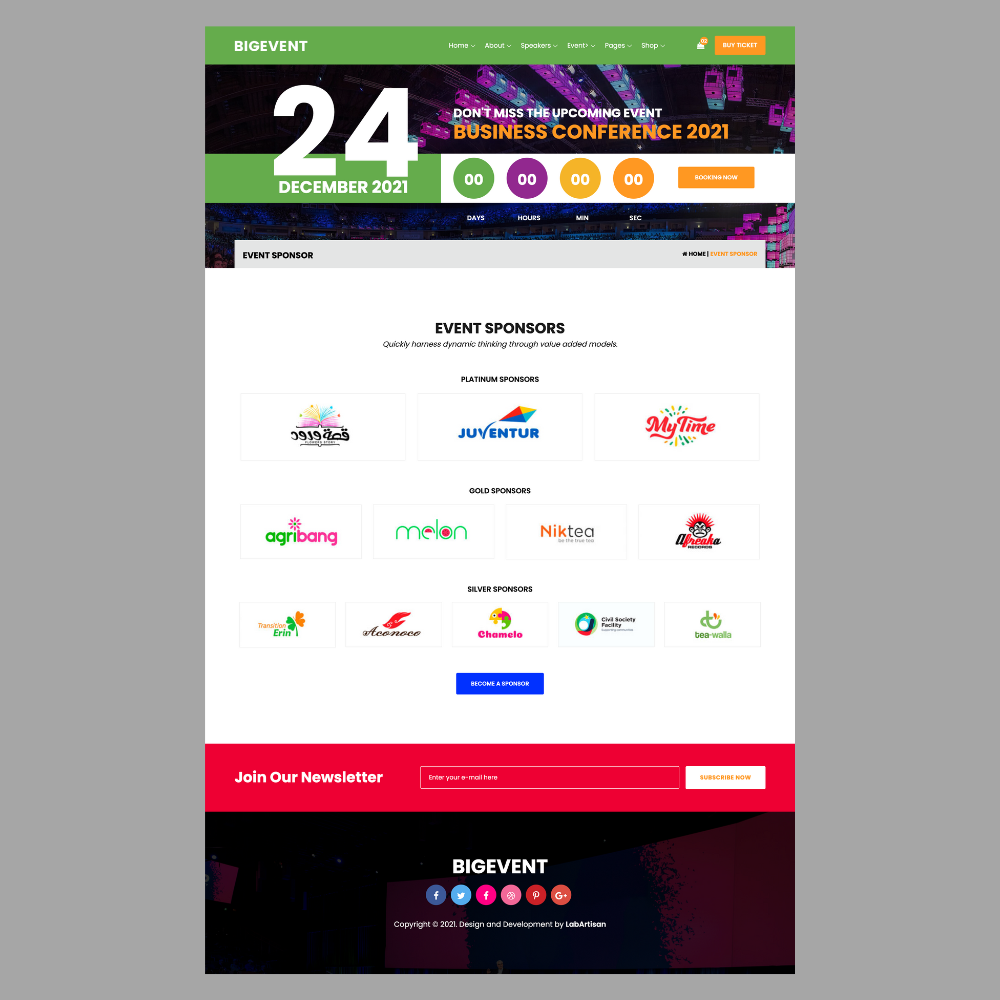 BIGEVENT
Home About Speakers Event> Pages Shop
BUY TICKET
24
DECEMBER 2021
DON'T MISS THE UPCOMING EVENT
BUSINESS CONFERENCE 2021
00 00 00 00
BOOKING NOW
DAYS HOURS MIN SEC
EVENT SPONSOR
HOME | EVENT SPONSOR
EVENT SPONSORS
Quickly harness dynamic thinking through value added models.
PLATINUM SPONSORS
قصة ورود
JUVENTUR
MyTime
GOLD SPONSORS
agribang
melon
Niktea
be the true tea
Afreaka
RECORDS
SILVER SPONSORS
Transition
Erin
Aconoco
Chamelo
Civil Society
Facility
tea-walla
BECOME A SPONSOR
Join Our Newsletter
Enter your e-mail here
SUBSCRIBE NOW
BIGEVENT
Copyright © 2021. Design and Development by LabArtisan